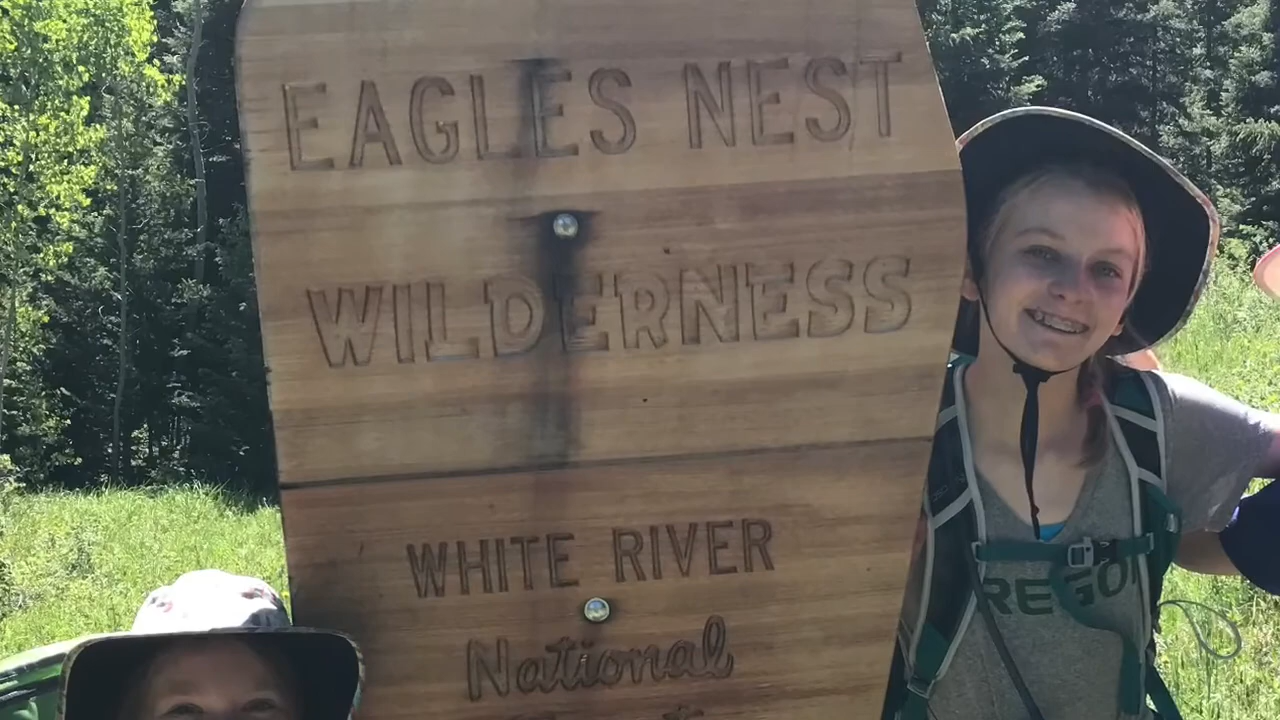 EAGLES NEST
WILDERNESS
WHITE RIVER
National
REGO